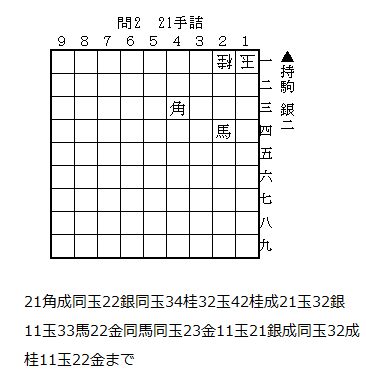 問2 21手詰
9 8 7 6 5 4 3 2 1
桂 玉 一
二
角 三
馬 四
五
六
七
八
九
▲持駒 銀二
21角成同玉22銀同玉34桂32玉42桂成21玉32銀
11玉33馬22金同馬同玉23金11玉21銀成同玉32成
桂11玉22金まで